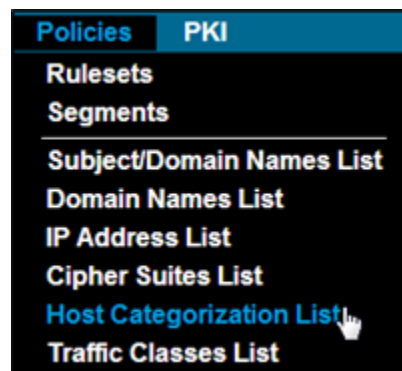 Policies PKI
Rulesets
Segments
Subject/Domain Names List
Domain Names List
IP Address List
Cipher Suites List
Host Categorization List
Traffic Classes List